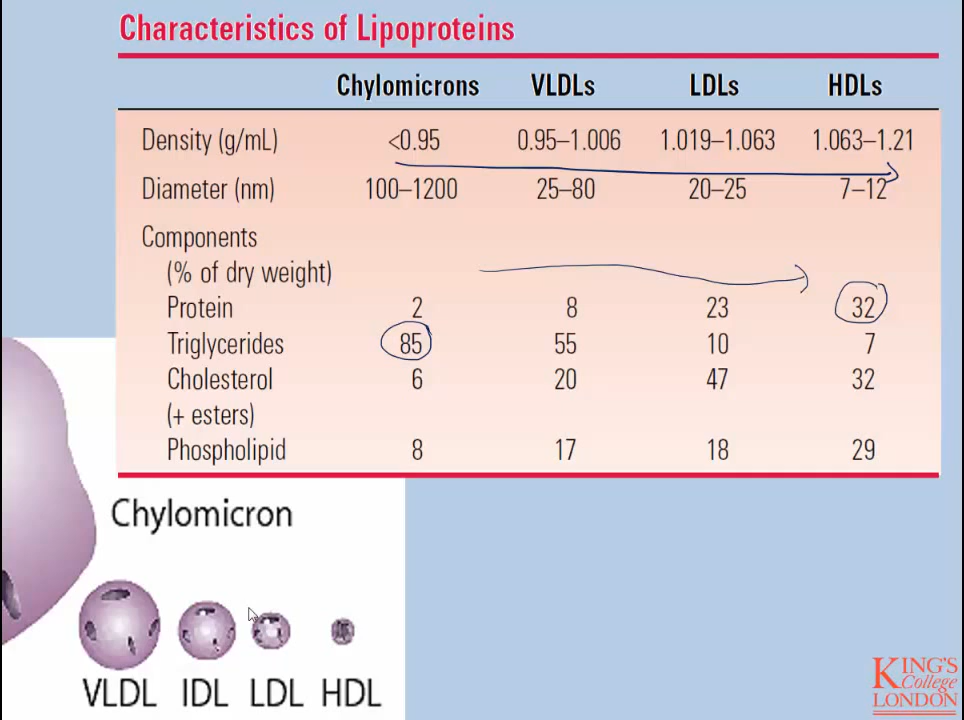 Characteristics of Lipoproteins
Chylomicrons VLDLs LDLs HDLs
Density (g/mL) <0.95 0.95–1.006 1.019–1.063 1.063–1.21
Diameter (nm) 100–1200 25–80 20–25 7–12
Components
(% of dry weight)
Protein 2 8 23 32
Triglycerides 85 55 10 7
Cholesterol 6 20 47 32
(+ esters)
Phospholipid 8 17 18 29
Chylomicron
VLDL IDL LDL HDL
KING'S
College
LONDON